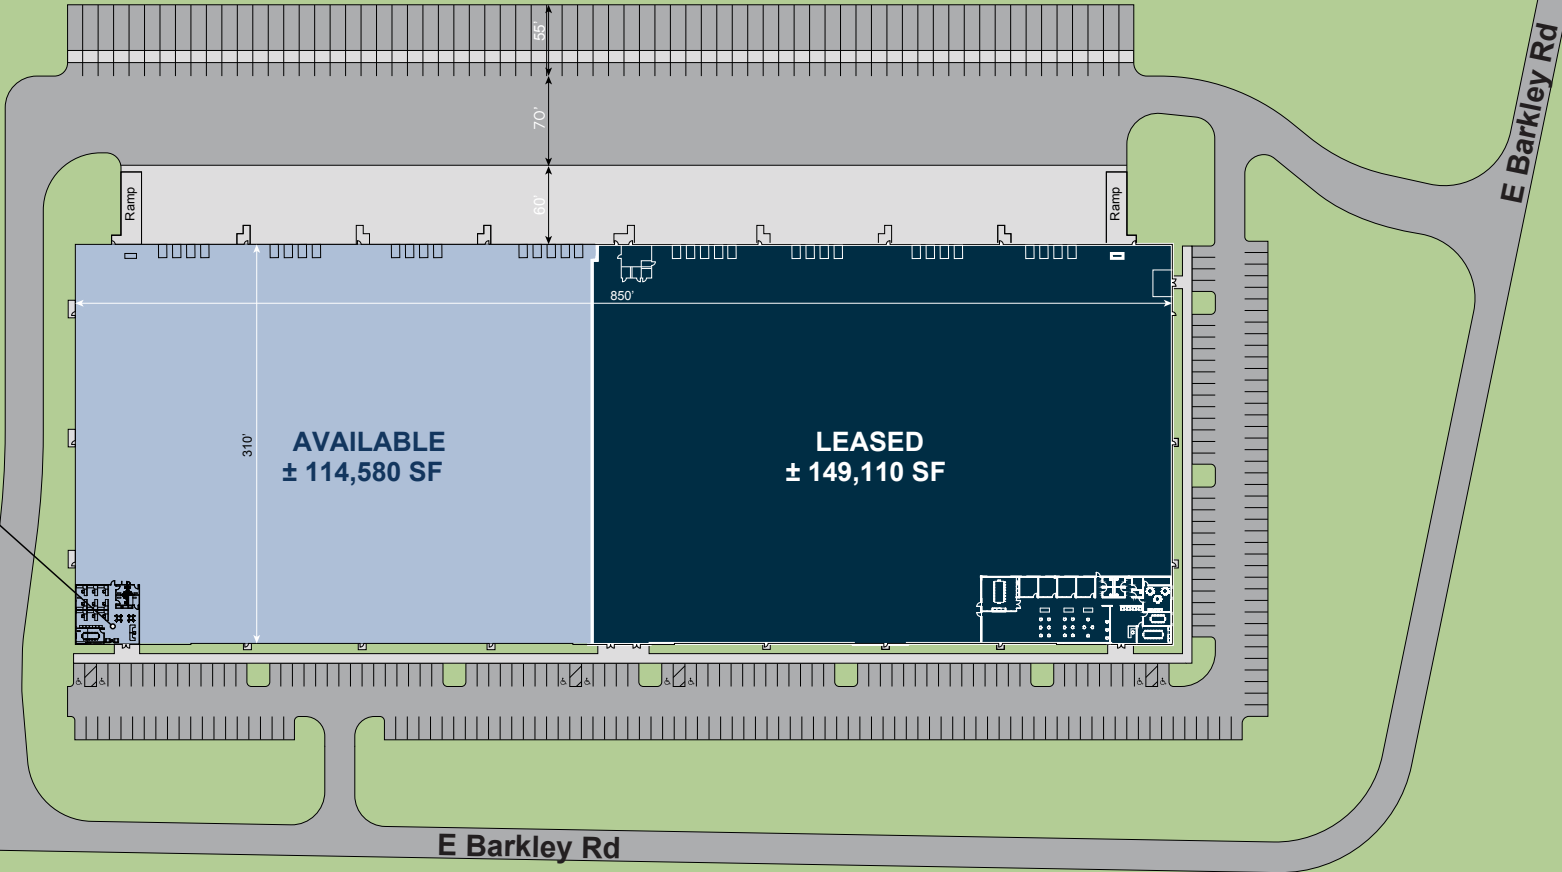 55'
E Barkley Rd
70'
Ramp
60'
Ramp
850'
310'
AVAILABLE
± 114,580 SF
LEASED
± 149,110 SF
E Barkley Rd